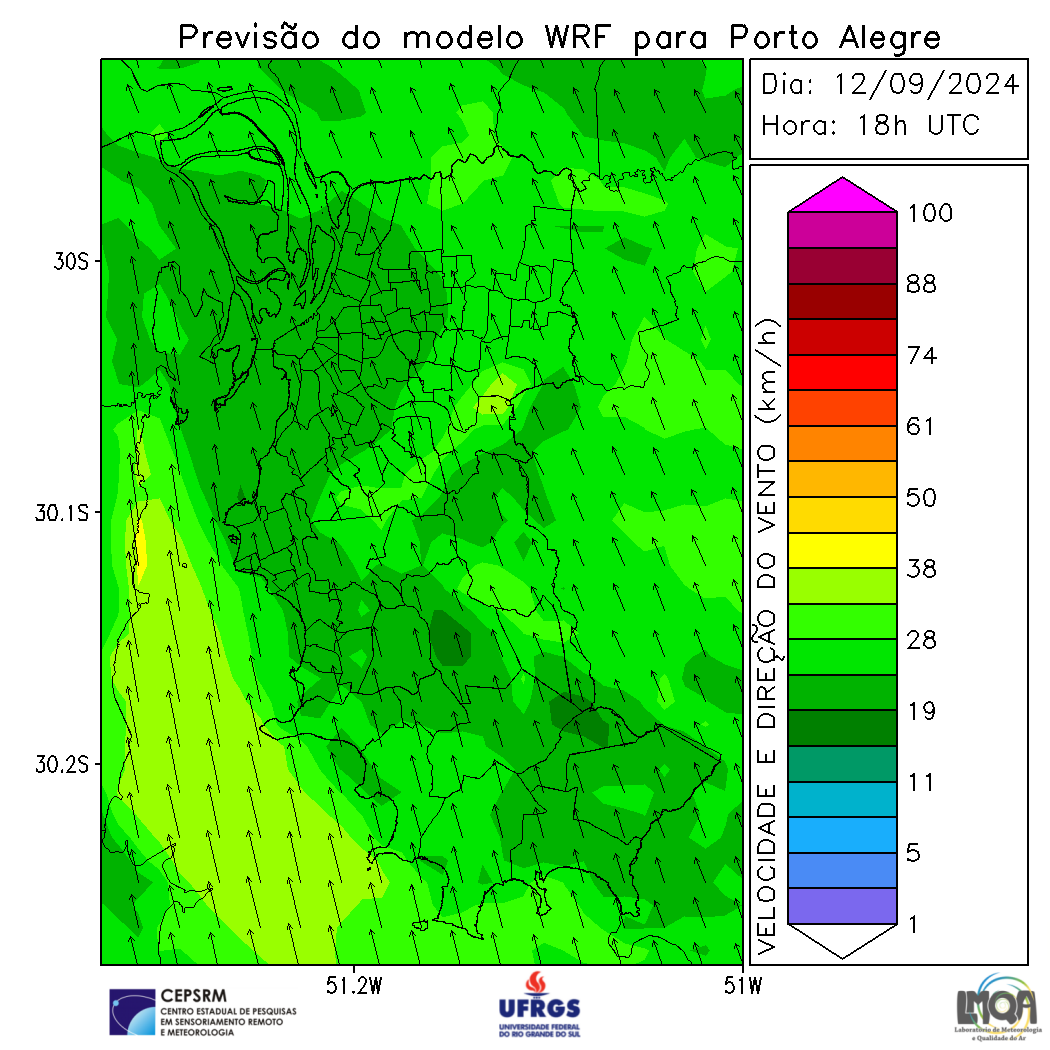 Previsão do modelo WRF para Porto Alegre
Dia: 12/09/2024
Hora: 18h UTC
30S
30.1S
30.2S
51.2W
51W
VELOCIDADE E DIREÇÃO DO VENTO (km/h)
100
88
74
61
50
38
28
19
11
5
1
CEPSRM
CENTRO ESTADUAL DE PESQUISAS
EM SENSORIAMENTO REMOTO
E METEOROLOGIA
UFRGS
UNIVERSIDADE FEDERAL
DO RIO GRANDE DO SUL
LMQA
Laboratório de Meteorologia
e Qualidade do Ar